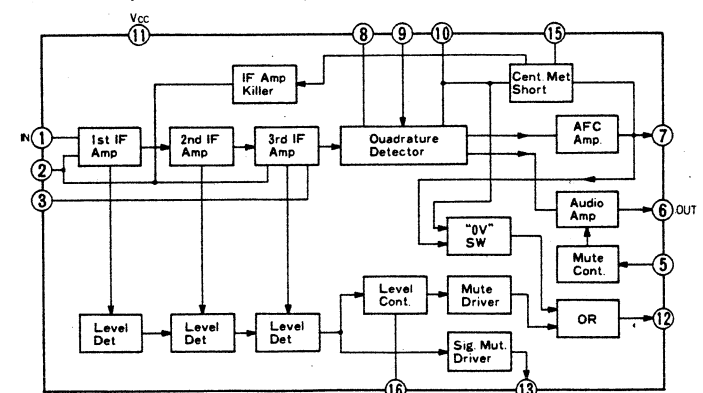 Vcc
11
8
9
10
15
IF Amp
Killer
Cent. Met
Short
IN
1
1st IF
Amp
2nd IF
Amp
3rd IF
Amp
Quadrature
Detector
AFC
Amp.
7
2
3
"0V"
SW
Audio
Amp
6
OUT
Mute
Cont.
5
Level
Cont.
Mute
Driver
OR
12
Level
Det
Level
Det
Level
Det
Sig. Mut.
Driver
16
13